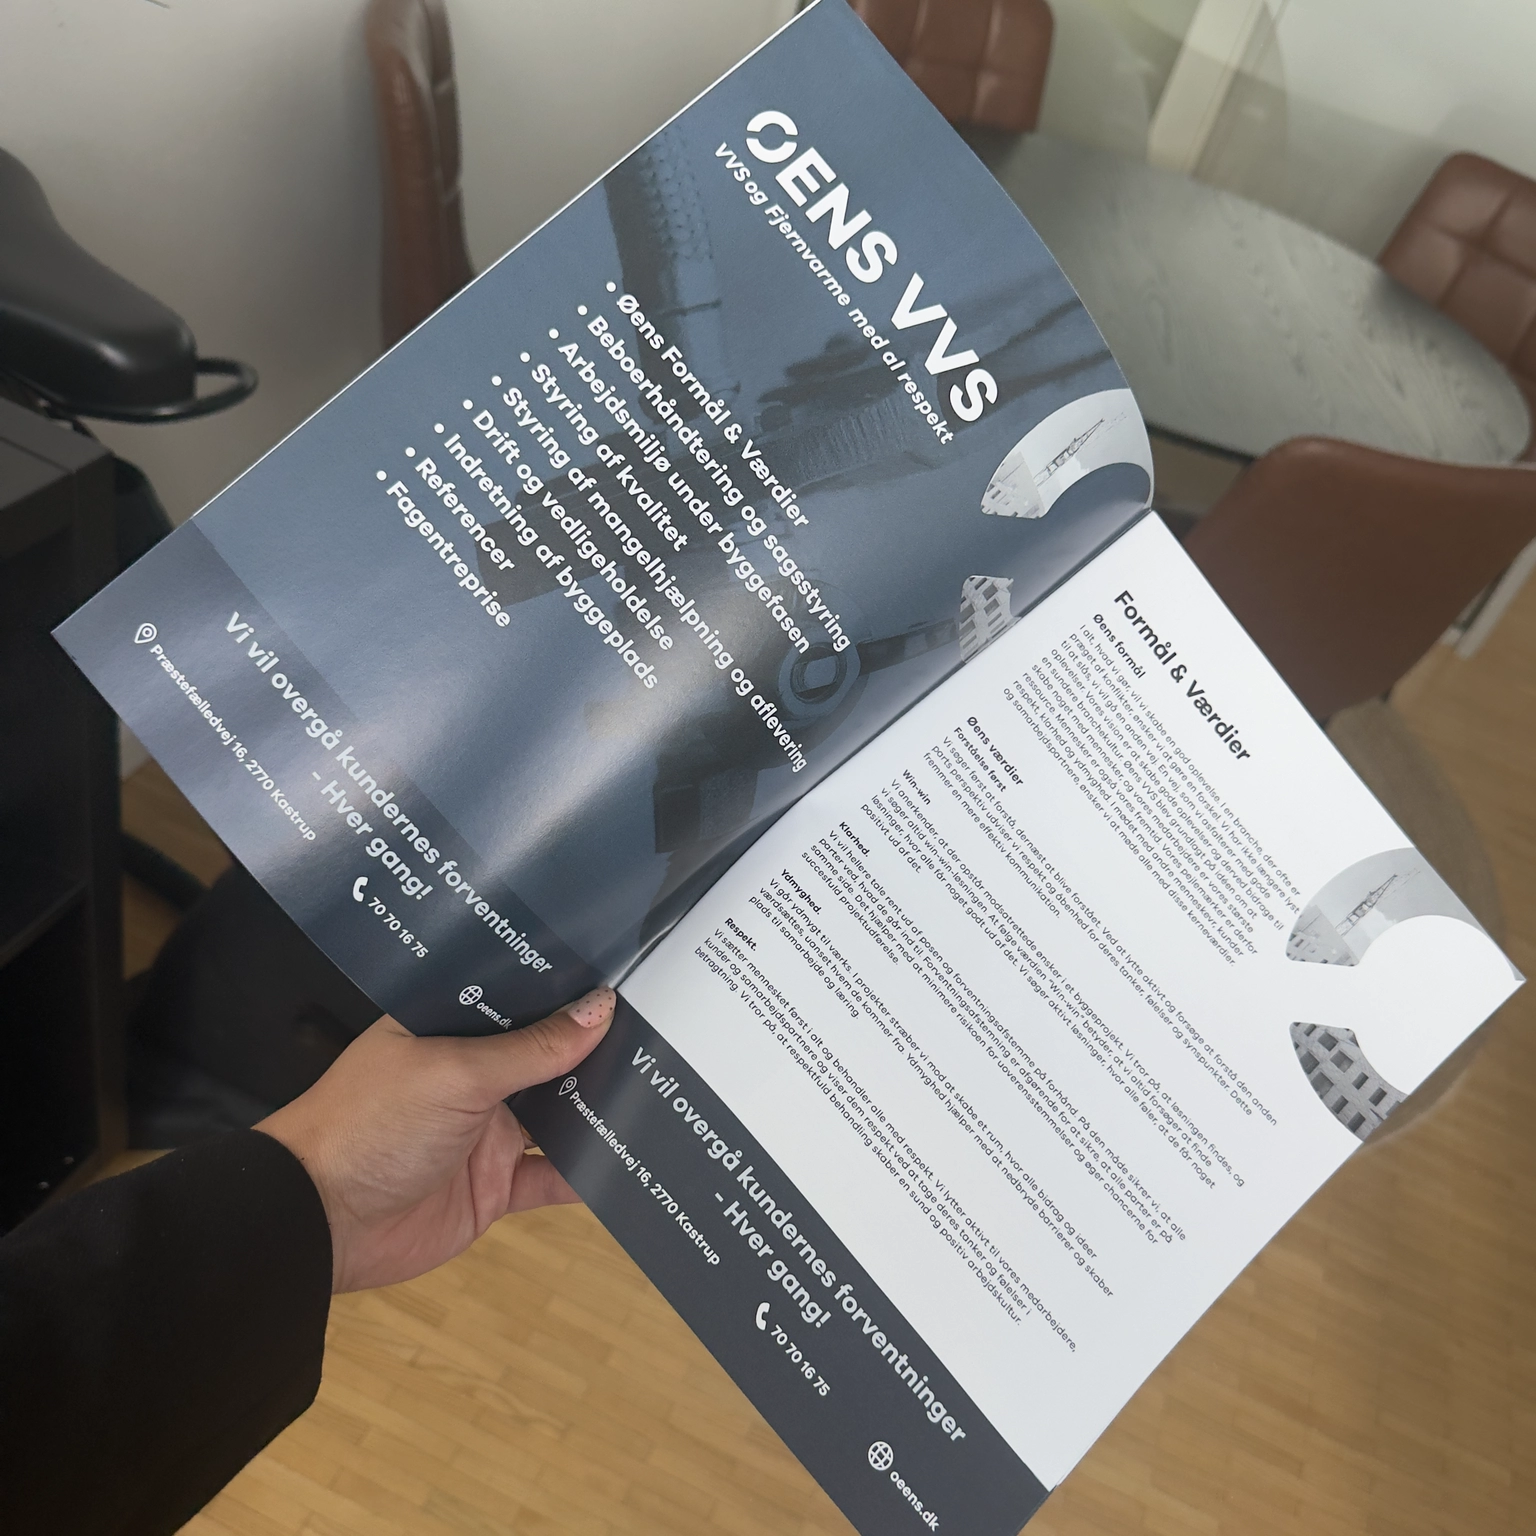 OENS VVS
VVS og Fjernvarme med al respekt
• Øens Formål & Værdier
• Beboerhåndtering og sagsstyring
• Arbejdsmiljø under byggefasen
• Styring af kvalitet
• Styring af mangelhjælpning og aflevering
• Drift og vedligeholdelse
• Indretning af byggeplads
• Referencer
• Fagentreprise
Vi vil overgå kundernes forventninger
- Hver gang!
Præstefælledvej 16, 2770 Kastrup
70 70 16 75
oeens.dk
Formål & Værdier
Øens formål
I alt, hvad vi gør, vil vi skabe en god oplevelse. I en branche, der ofte er
præget af konflikter, ønsker vi at gøre en forskel. Vi har ikke længere lyst
til at slås, vi vil gå en anden vej. En vej, som vi asfalterer med gode
oplevelser. Vores vision er at skabe gode oplevelser og derved bidrage til
en sundere branchekultur. Øens VVS blev grundlagt på idéen om at
skabe noget med mennesker, og vores medarbejdere er vores største
ressource. Mennesker er også vores fremtid. Vores pejlemærker er derfor
respekt, klarhed og ydmyghed. I mødet med andre mennesker, kunder
og samarbejdspartnere, ønsker vi at møde alle med disse kerneværdier.
Øens værdier
Forståelse først
Vi søger først at forstå, dernæst at blive forstået. Ved at lytte aktivt og forsøge at forstå den anden
parts perspektiv udviser vi respekt og åbenhed for deres tanker, følelser og synspunkter. Dette
fremmer en mere effektiv kommunikation.
Win-win
Vi anerkender, at der opstår modsatrettede ønsker i et byggeprojekt. Vi tror på, at løsningen findes, og
vi søger altid win-win-løsningen. At følge værdien "Win-win" betyder, at vi altid forsøger at finde
løsninger, hvor alle får noget godt ud af det. Vi søger aktivt løsninger, hvor alle føler, at de får noget
positivt ud af det.
Klarhed.
Vi vil hellere tale rent ud af posen og forventningsafstemme på forhånd. På den måde sikrer vi, at alle
parter ved, hvad de går ind til. Forventningsafstemning er afgørende for at sikre, at alle parter er på
samme side. Det hjælper med at minimere risikoen for uoverensstemmelser og øger chancerne for
succesfuld projektudførelse.
Ydmyghed.
Vi går ydmygt til værks. I projekter stræber vi mod at skabe et rum, hvor alle bidrag og ideer
værdsættes, uanset hvem de kommer fra. Ydmyghed hjælper med at nedbryde barrierer og skaber
plads til samarbejde og læring
Respekt.
Vi sætter mennesket først i alt og behandler alle med respekt. Vi lytter aktivt til vores medarbejdere,
kunder og samarbejdspartnere og viser dem respekt ved at tage deres tanker og følelser i
betragtning. Vi tror på, at respektfuld behandling skaber en sund og positiv arbejdskultur.
Vi vil overgå kundernes forventninger
- Hver gang!
Præstefælledvej 16, 2770 Kastrup
70 70 16 75
oeens.dk